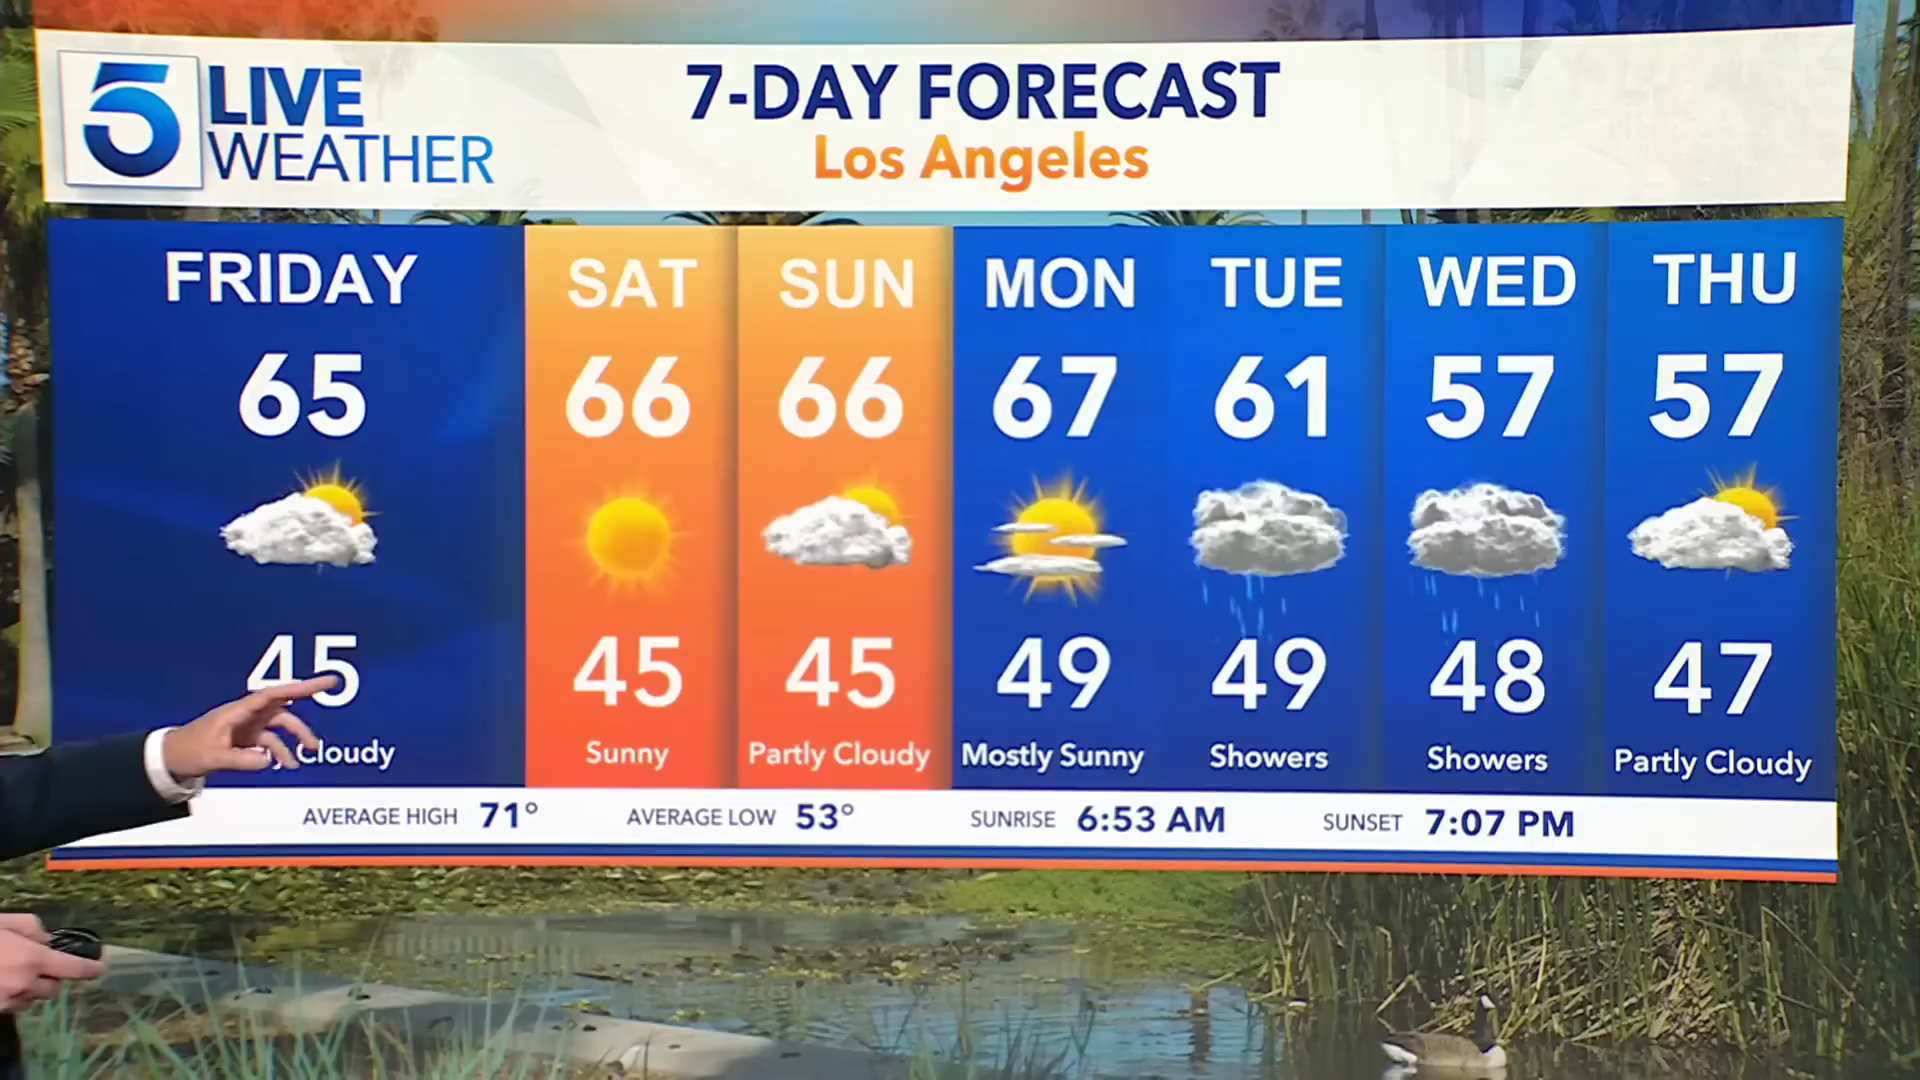 5 LIVE
WEATHER
7-DAY FORECAST
Los Angeles
FRIDAY SAT SUN MON TUE WED THU
65 66 66 67 61 57 57
45 45 45 49 49 48 47
Cloudy Sunny Partly Cloudy Mostly Sunny Showers Showers Partly Cloudy
AVERAGE HIGH 71° AVERAGE LOW 53° SUNRISE 6:53 AM SUNSET 7:07 PM